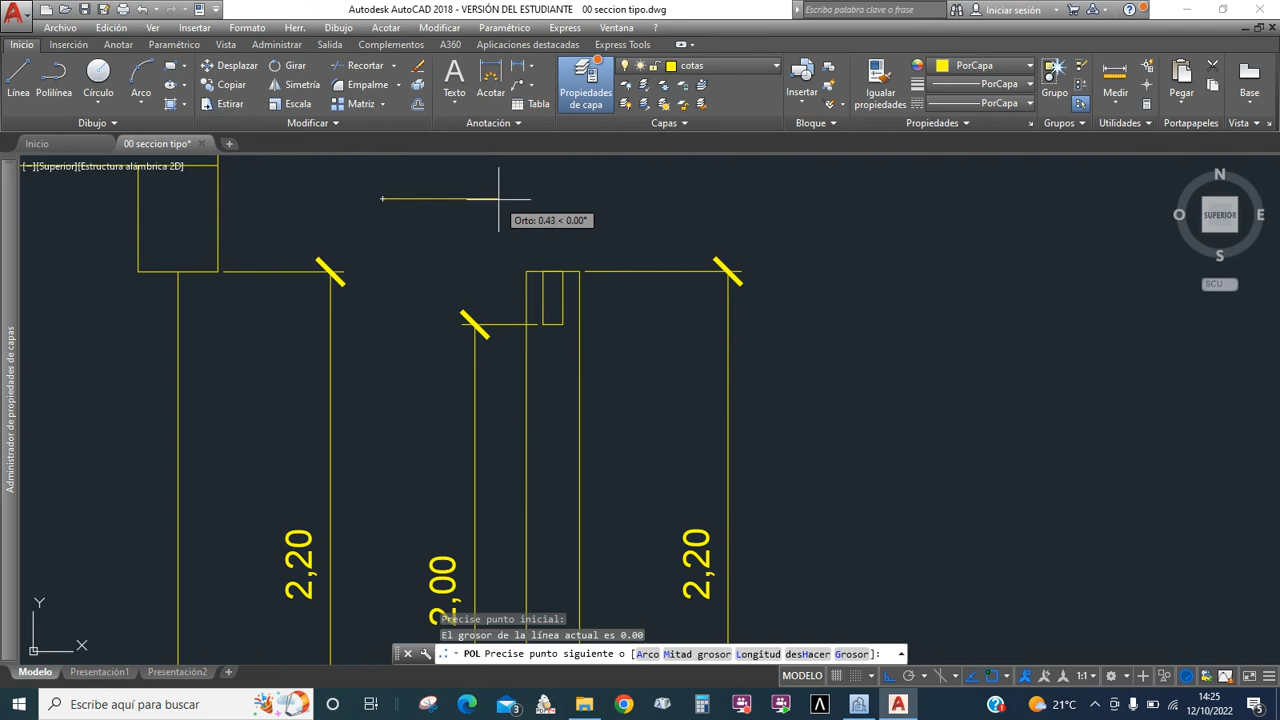 Autodesk AutoCAD 2018 - VERSIÓN DEL ESTUDIANTE 00 seccion tipo.dwg
Escriba palabra clave o frase
Iniciar sesión
Archivo Edición Ver Insertar Formato Herr. Dibujo Acotar Modificar Paramétrico Express Ventana ?
Inicio Inserción Anotar Paramétrico Vista Administrar Salida Complementos A360 Aplicaciones destacadas Express Tools
Línea Polilínea Círculo Arco
Desplazar Girar Recortar
Copiar Simetría Empalme
Estirar Escala Matriz
Texto Acotar Tabla
Propiedades de capa
cotas
Insertar
Igualar propiedades
PorCapa
PorCapa
PorCapa
Grupo Medir Pegar Base
Dibujo Modificar Anotación Capas Bloque Propiedades Grupos Utilidades Portapapeles Vista
Inicio 00 seccion tipo* 
[−][Superior][Estructura alámbrica 2D]
N
O SUPERIOR E
S
SCU
Orto: 0.43 < 0.00°
Administrador de propiedades de capas
2,20
2,00
2,20
Y
X
Precise punto inicial:
El grosor de la línea actual es 0.00
POL Precise punto siguiente o [Arco Mitad grosor Longitud desHacer Grosor]:
Modelo Presentación1 Presentación2 +
MODELO 1:1
Escribe aquí para buscar
21°C
14:25
12/10/2022